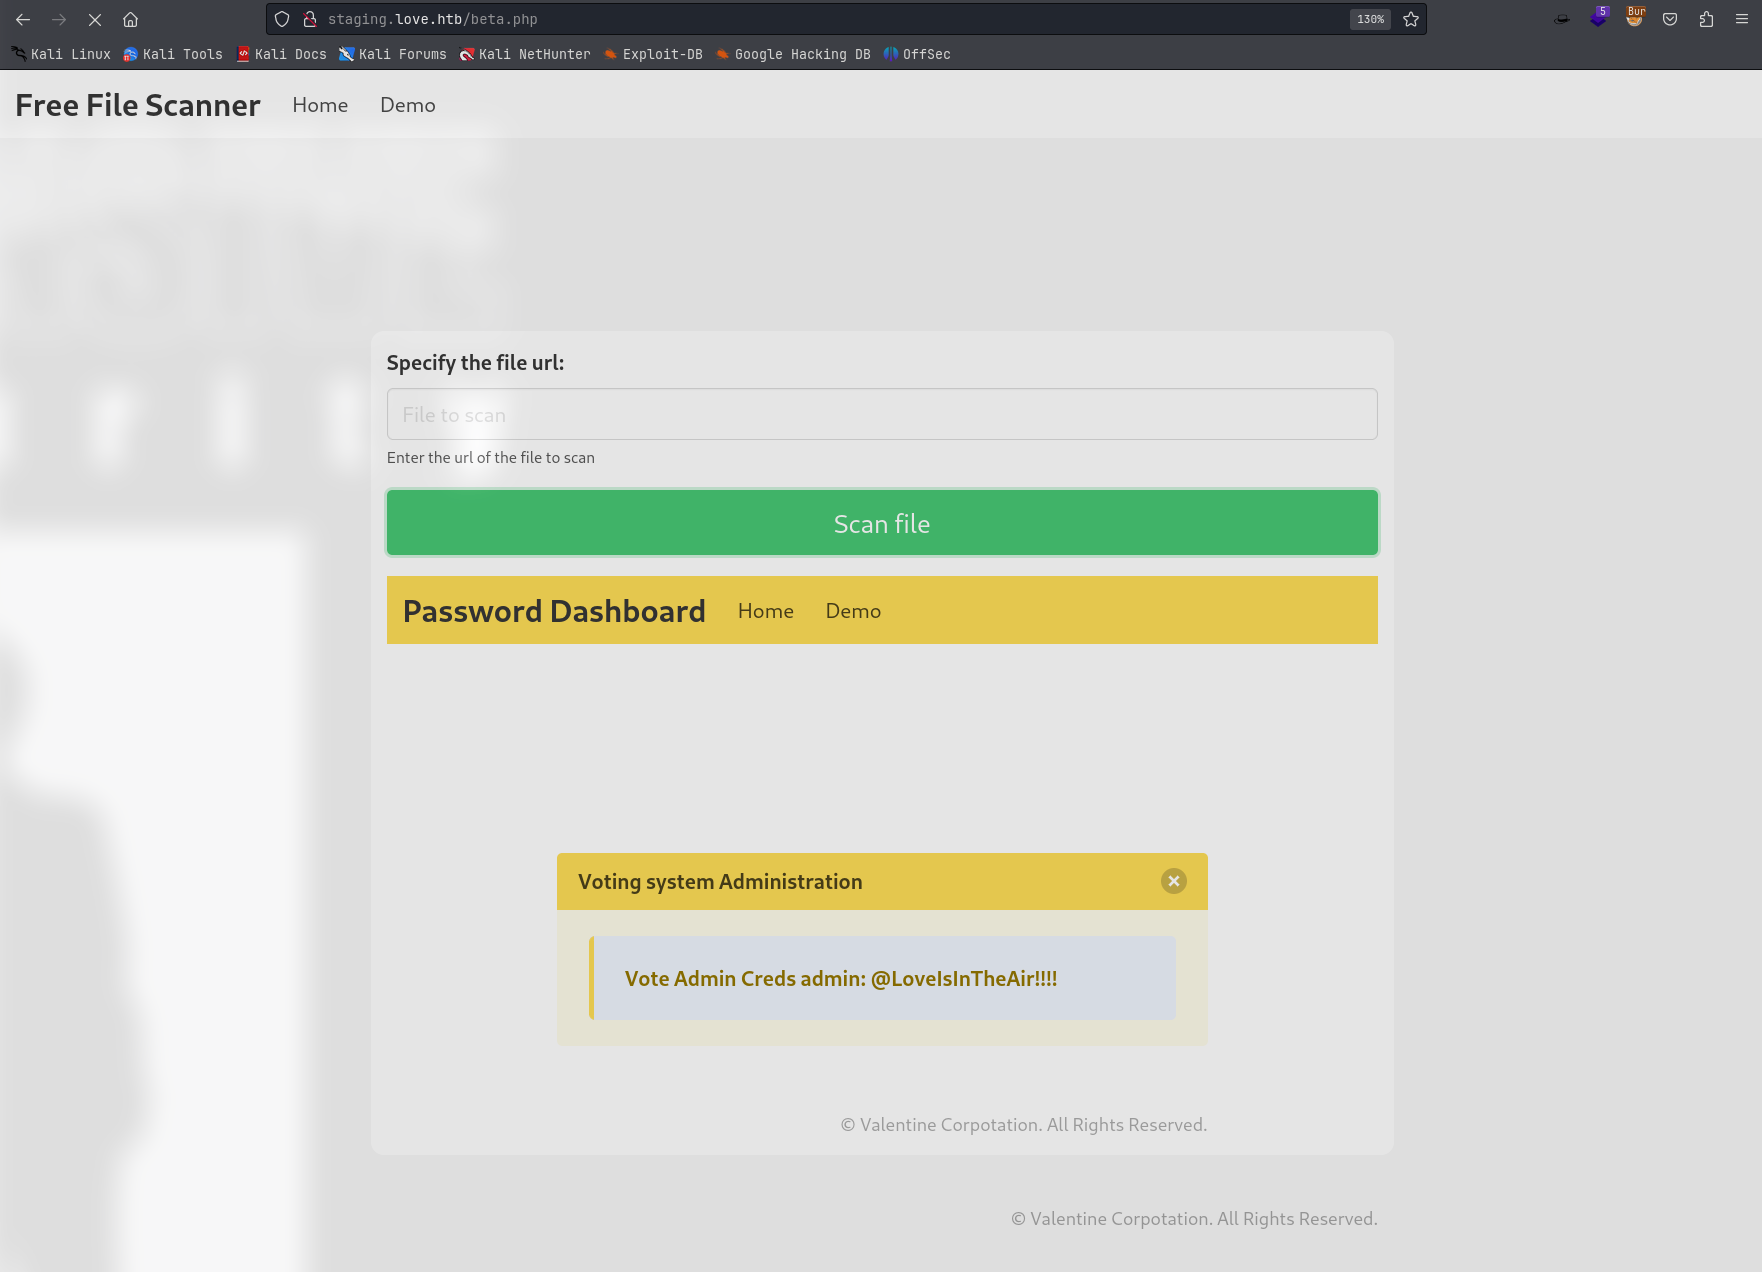 staging.love.htb/beta.php 130% 5 Bur
Kali Linux Kali Tools Kali Docs Kali Forums Kali NetHunter Exploit-DB Google Hacking DB OffSec
Free File Scanner Home Demo
Specify the file url:
File to scan
Enter the url of the file to scan
Scan file
Password Dashboard Home Demo
Voting system Administration
Vote Admin Creds admin: @LoveIsInTheAir!!!!
© Valentine Corpotation. All Rights Reserved.
© Valentine Corpotation. All Rights Reserved.